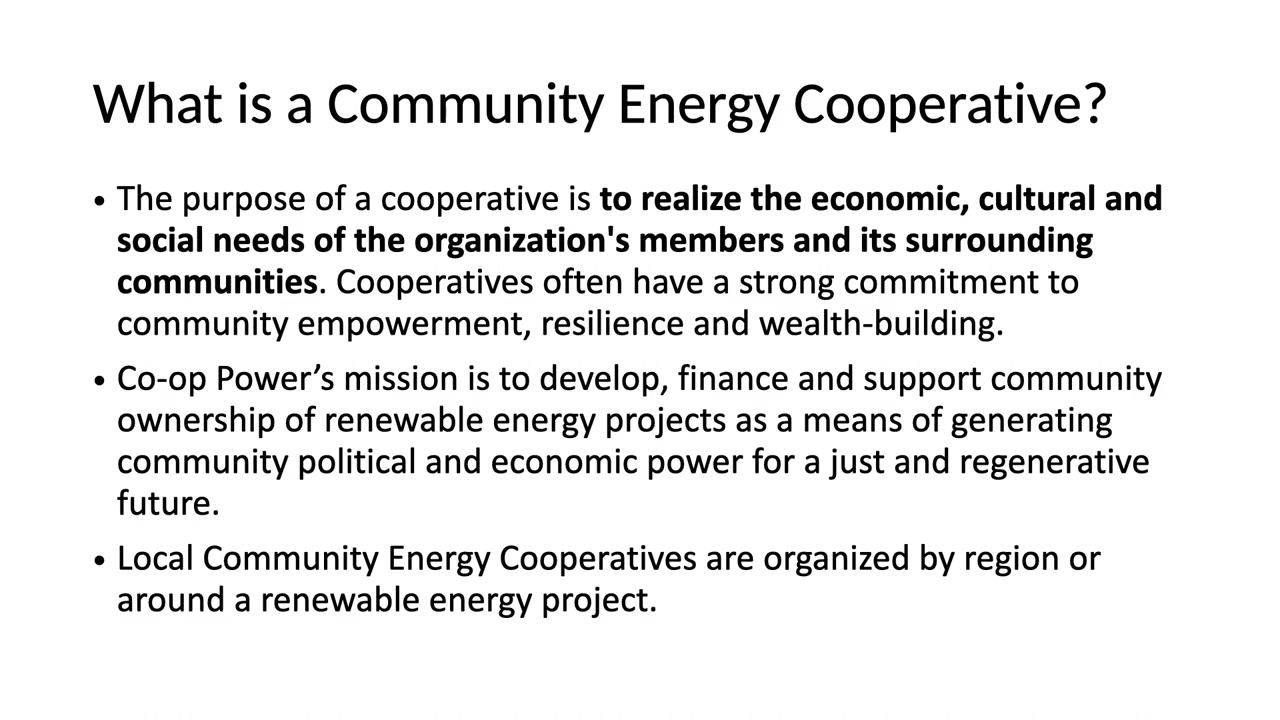 What is a Community Energy Cooperative?
• The purpose of a cooperative is to realize the economic, cultural and
social needs of the organization's members and its surrounding
communities. Cooperatives often have a strong commitment to
community empowerment, resilience and wealth-building.
• Co-op Power’s mission is to develop, finance and support community
ownership of renewable energy projects as a means of generating
community political and economic power for a just and regenerative
future.
• Local Community Energy Cooperatives are organized by region or
around a renewable energy project.